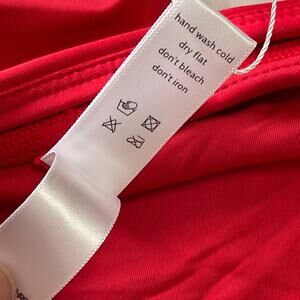 hand wash cold
dry flat
don't bleach
don't iron